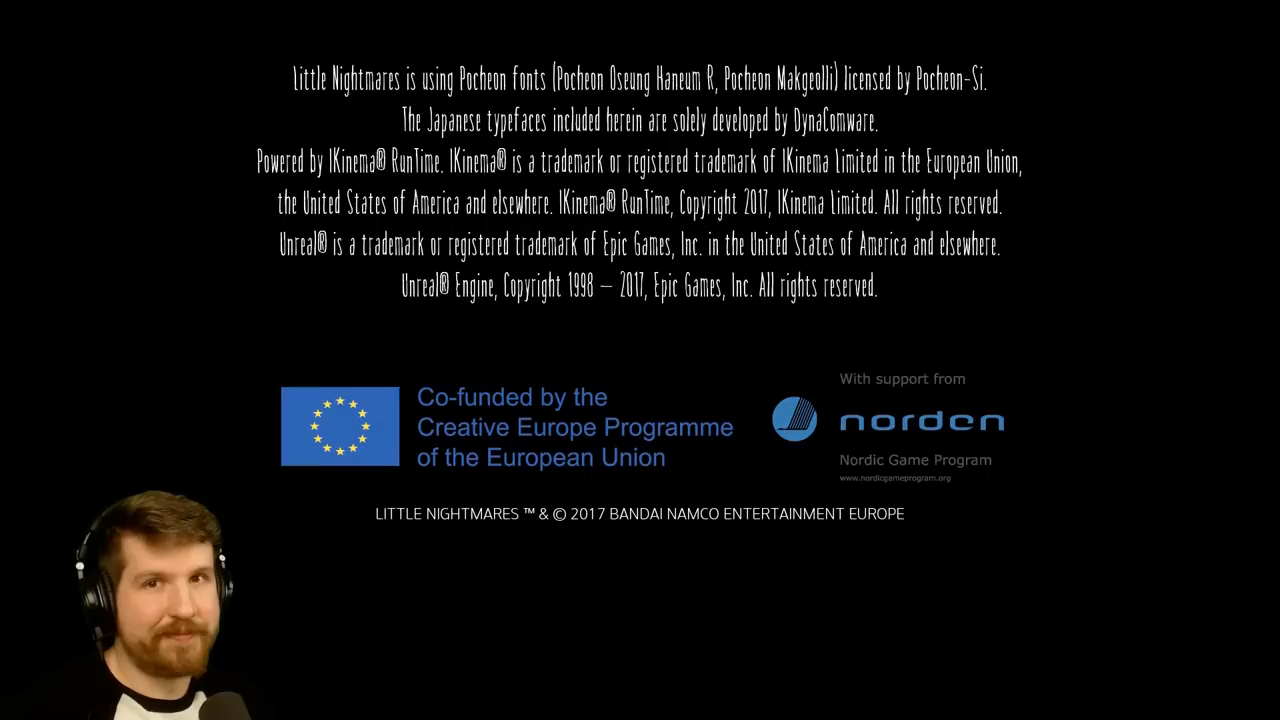 Little Nightmares is using Pocheon fonts (Pocheon Oseung Haneum R, Pocheon Makgeolli) licensed by Pocheon-Si.
The Japanese typefaces included herein are solely developed by DynaComware.
Powered by IKinema® RunTime. IKinema® is a trademark or registered trademark of IKinema Limited in the European Union,
the United States of America and elsewhere. IKinema® RunTime, Copyright 2017, IKinema Limited. All rights reserved.
Unreal® is a trademark or registered trademark of Epic Games, Inc. in the United States of America and elsewhere.
Unreal® Engine, Copyright 1998 – 2017, Epic Games, Inc. All rights reserved.
Co-funded by the
Creative Europe Programme
of the European Union
With support from
norden
Nordic Game Program
www.nordicgameprogram.org
LITTLE NIGHTMARES ™ & © 2017 BANDAI NAMCO ENTERTAINMENT EUROPE